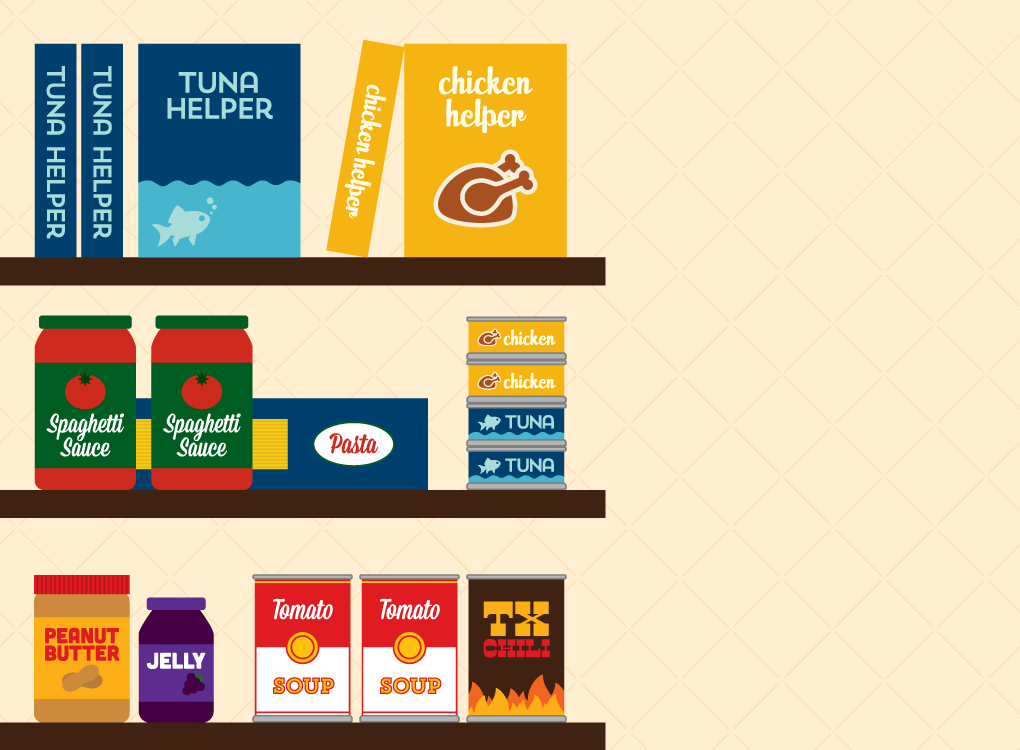 TUNA HELPER
TUNA HELPER
TUNA
HELPER
chicken helper
chicken
helper
Spaghetti
Sauce
Spaghetti
Sauce
Pasta
chicken
chicken
TUNA
TUNA
PEANUT
BUTTER
JELLY
Tomato
SOUP
Tomato
SOUP
TX
CHILI